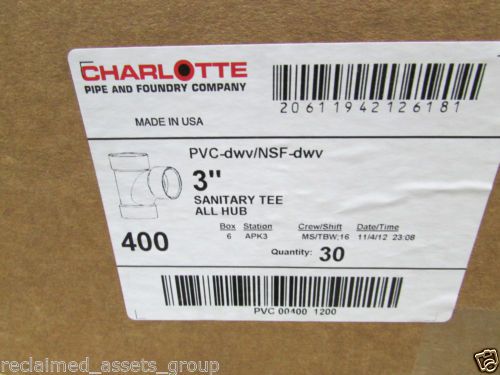 CHARLOTTE
PIPE AND FOUNDRY COMPANY
20611942126181
MADE IN USA
PVC-dwv/NSF-dwv
3"
SANITARY TEE
ALL HUB
400
Box Station Crew/Shift Date/Time
6 APK3 MS/TBW;16 11/4/12 23:08
Quantity: 30
PVC 00400 1200
reclaimed_assets_group